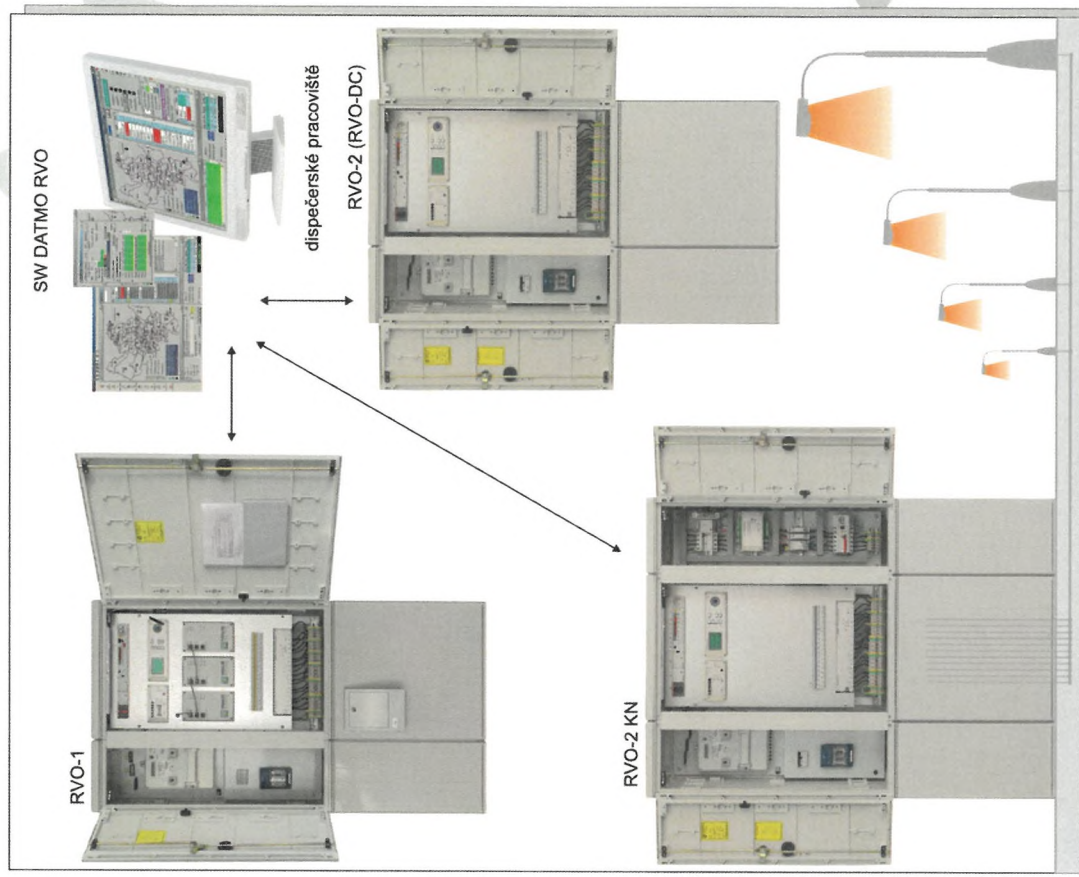 RVO-1
SW DATMO RVO
dispečerské pracoviště
RVO-2 (RVO-DC)
RVO-2 KN